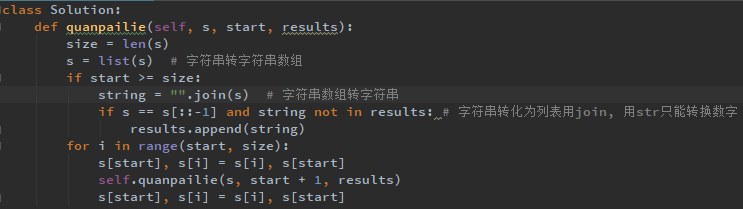 class Solution:
    def quanpailie(self, s, start, results):
        size = len(s)
        s = list(s)  # 字符串转字符串数组
        if start >= size:
            string = "".join(s)  # 字符串数组转字符串
            if s == s[::-1] and string not in results: # 字符串转化为列表用join, 用str只能转换数字
                results.append(string)
        for i in range(start, size):
            s[start], s[i] = s[i], s[start]
            self.quanpailie(s, start + 1, results)
            s[start], s[i] = s[i], s[start]